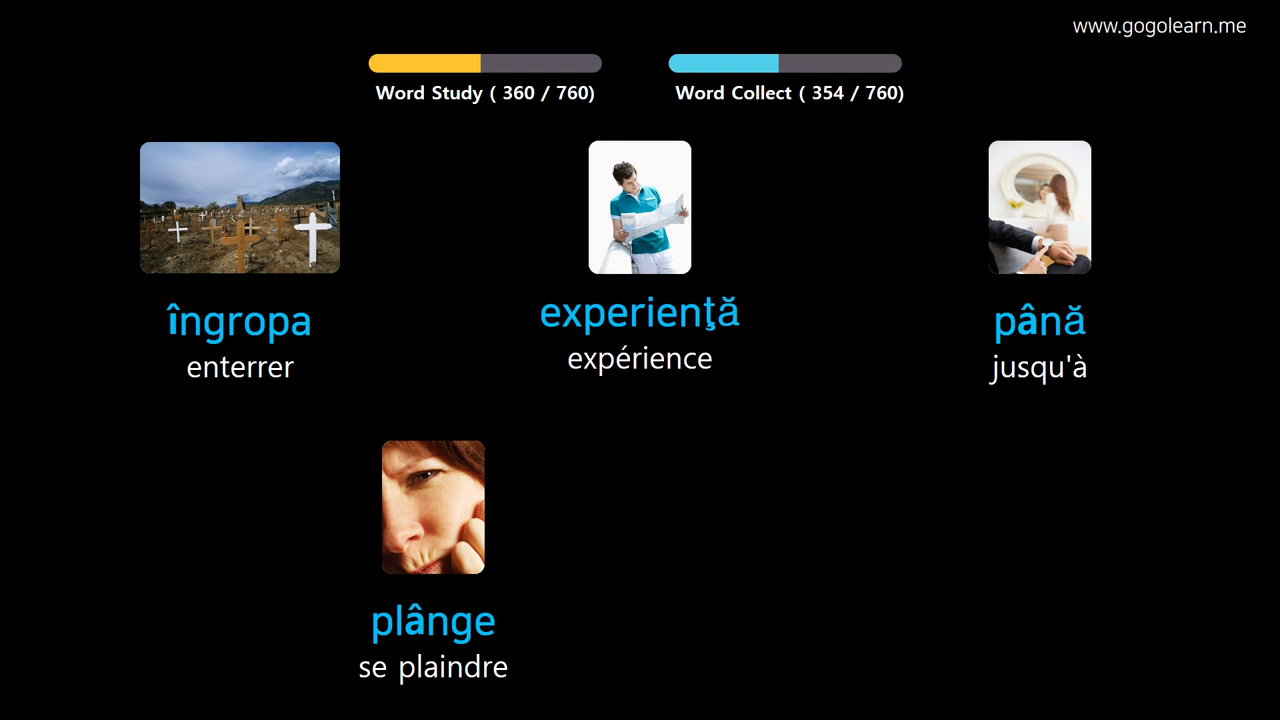 www.gogolearn.me
Word Study ( 360 / 760)
Word Collect ( 354 / 760)
îngropa
enterrer
experienţă
expérience
până
jusqu'à
plânge
se plaindre